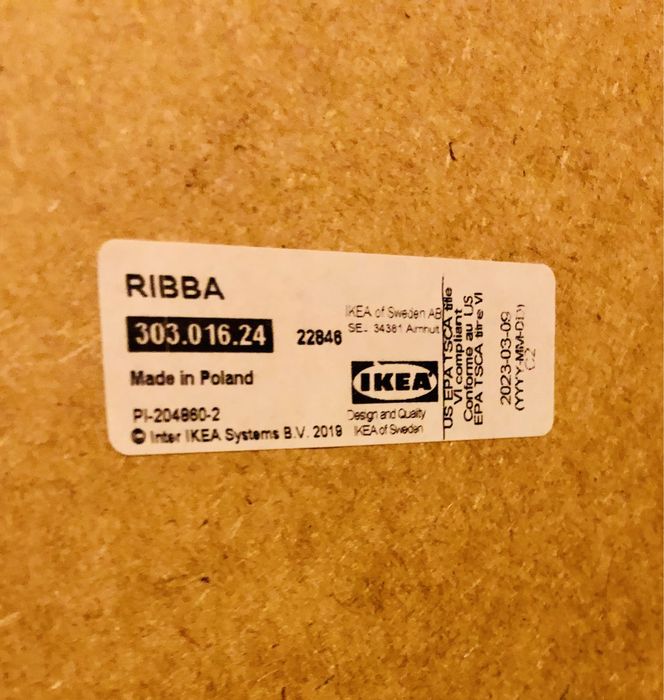 RIBBA
303.016.24
22846
Made in Poland
PI-204860-2
© Inter IKEA Systems B.V. 2019
IKEA of Sweden AB
SE- 34381 Älmhult
IKEA
Design and Quality
IKEA of Sweden
US EPA TSCA title
VI compliant
Conforme au US
EPA TSCA titre VI
2023-03-09
(YYYY-MM-DD)